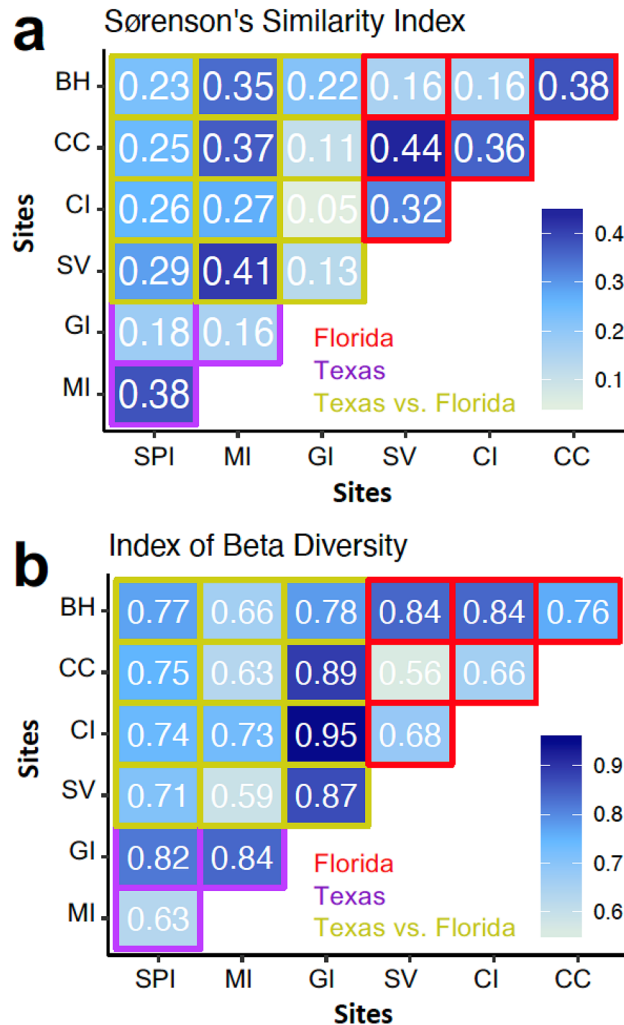 a
Sørenson's Similarity Index
BH 0.23 0.35 0.22 0.16 0.16 0.38
CC 0.25 0.37 0.11 0.44 0.36
CI 0.26 0.27 0.05 0.32
SV 0.29 0.41 0.13
GI 0.18 0.16
MI 0.38
Sites
0.4
0.3
0.2
0.1
Florida
Texas
Texas vs. Florida
SPI MI GI SV CI CC
Sites
b
Index of Beta Diversity
BH 0.77 0.66 0.78 0.84 0.84 0.76
CC 0.75 0.63 0.89 0.56 0.66
CI 0.74 0.73 0.95 0.68
SV 0.71 0.59 0.87
GI 0.82 0.84
MI 0.63
Sites
0.9
0.8
0.7
0.6
Florida
Texas
Texas vs. Florida
SPI MI GI SV CI CC
Sites